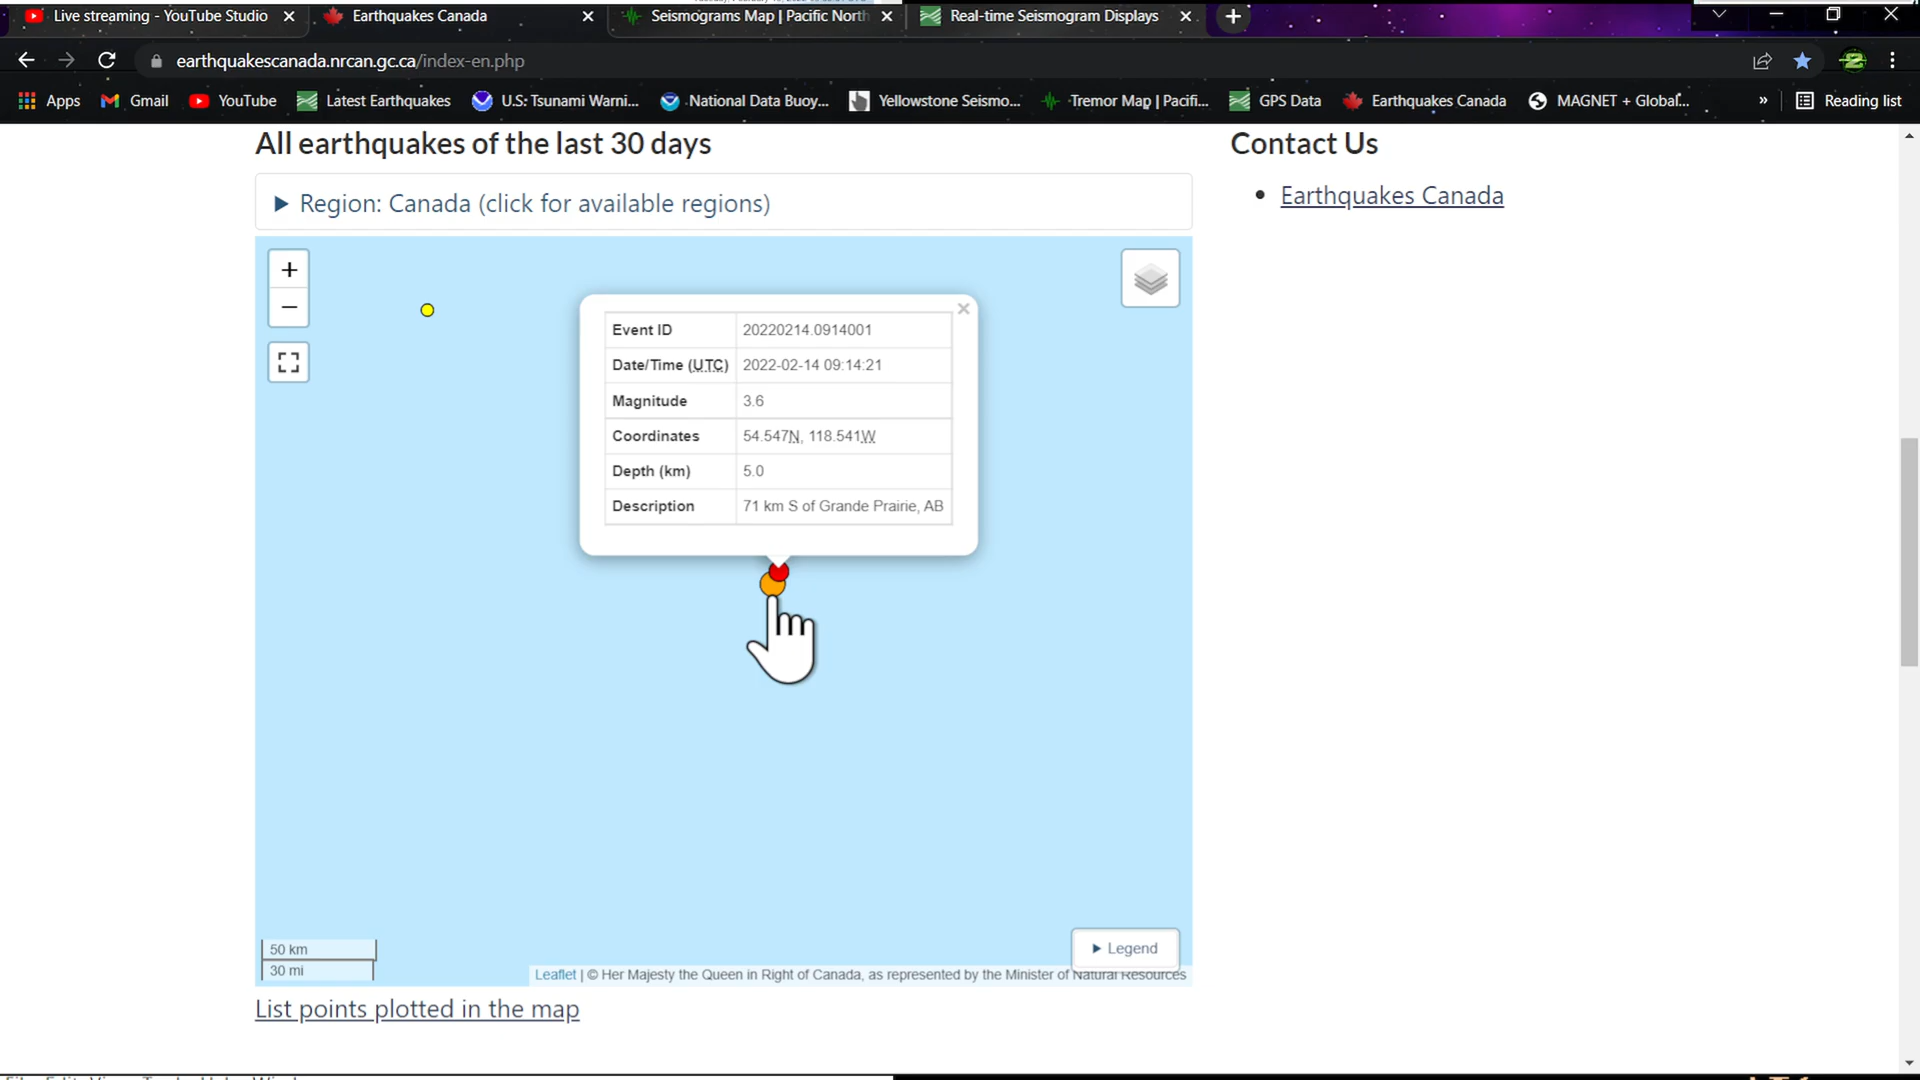 Live streaming - YouTube Studio
Earthquakes Canada
Seismograms Map | Pacific North
Real-time Seismogram Displays
earthquakescanada.nrcan.gc.ca/index-en.php
Apps
Gmail
YouTube
Latest Earthquakes
U.S. Tsunami Warni...
National Data Buoy...
Yellowstone Seismo...
Tremor Map | Pacifi...
GPS Data
Earthquakes Canada
MAGNET + Global...
»
Reading list
All earthquakes of the last 30 days
Contact Us
Region: Canada (click for available regions)
Earthquakes Canada
+
−
Event ID 20220214.0914001
Date/Time (UTC) 2022-02-14 09:14:21
Magnitude 3.6
Coordinates 54.547N, 118.541W
Depth (km) 5.0
Description 71 km S of Grande Prairie, AB
50 km
30 mi
Legend
Leaflet | © Her Majesty the Queen in Right of Canada, as represented by the Minister of Natural Resources
List points plotted in the map